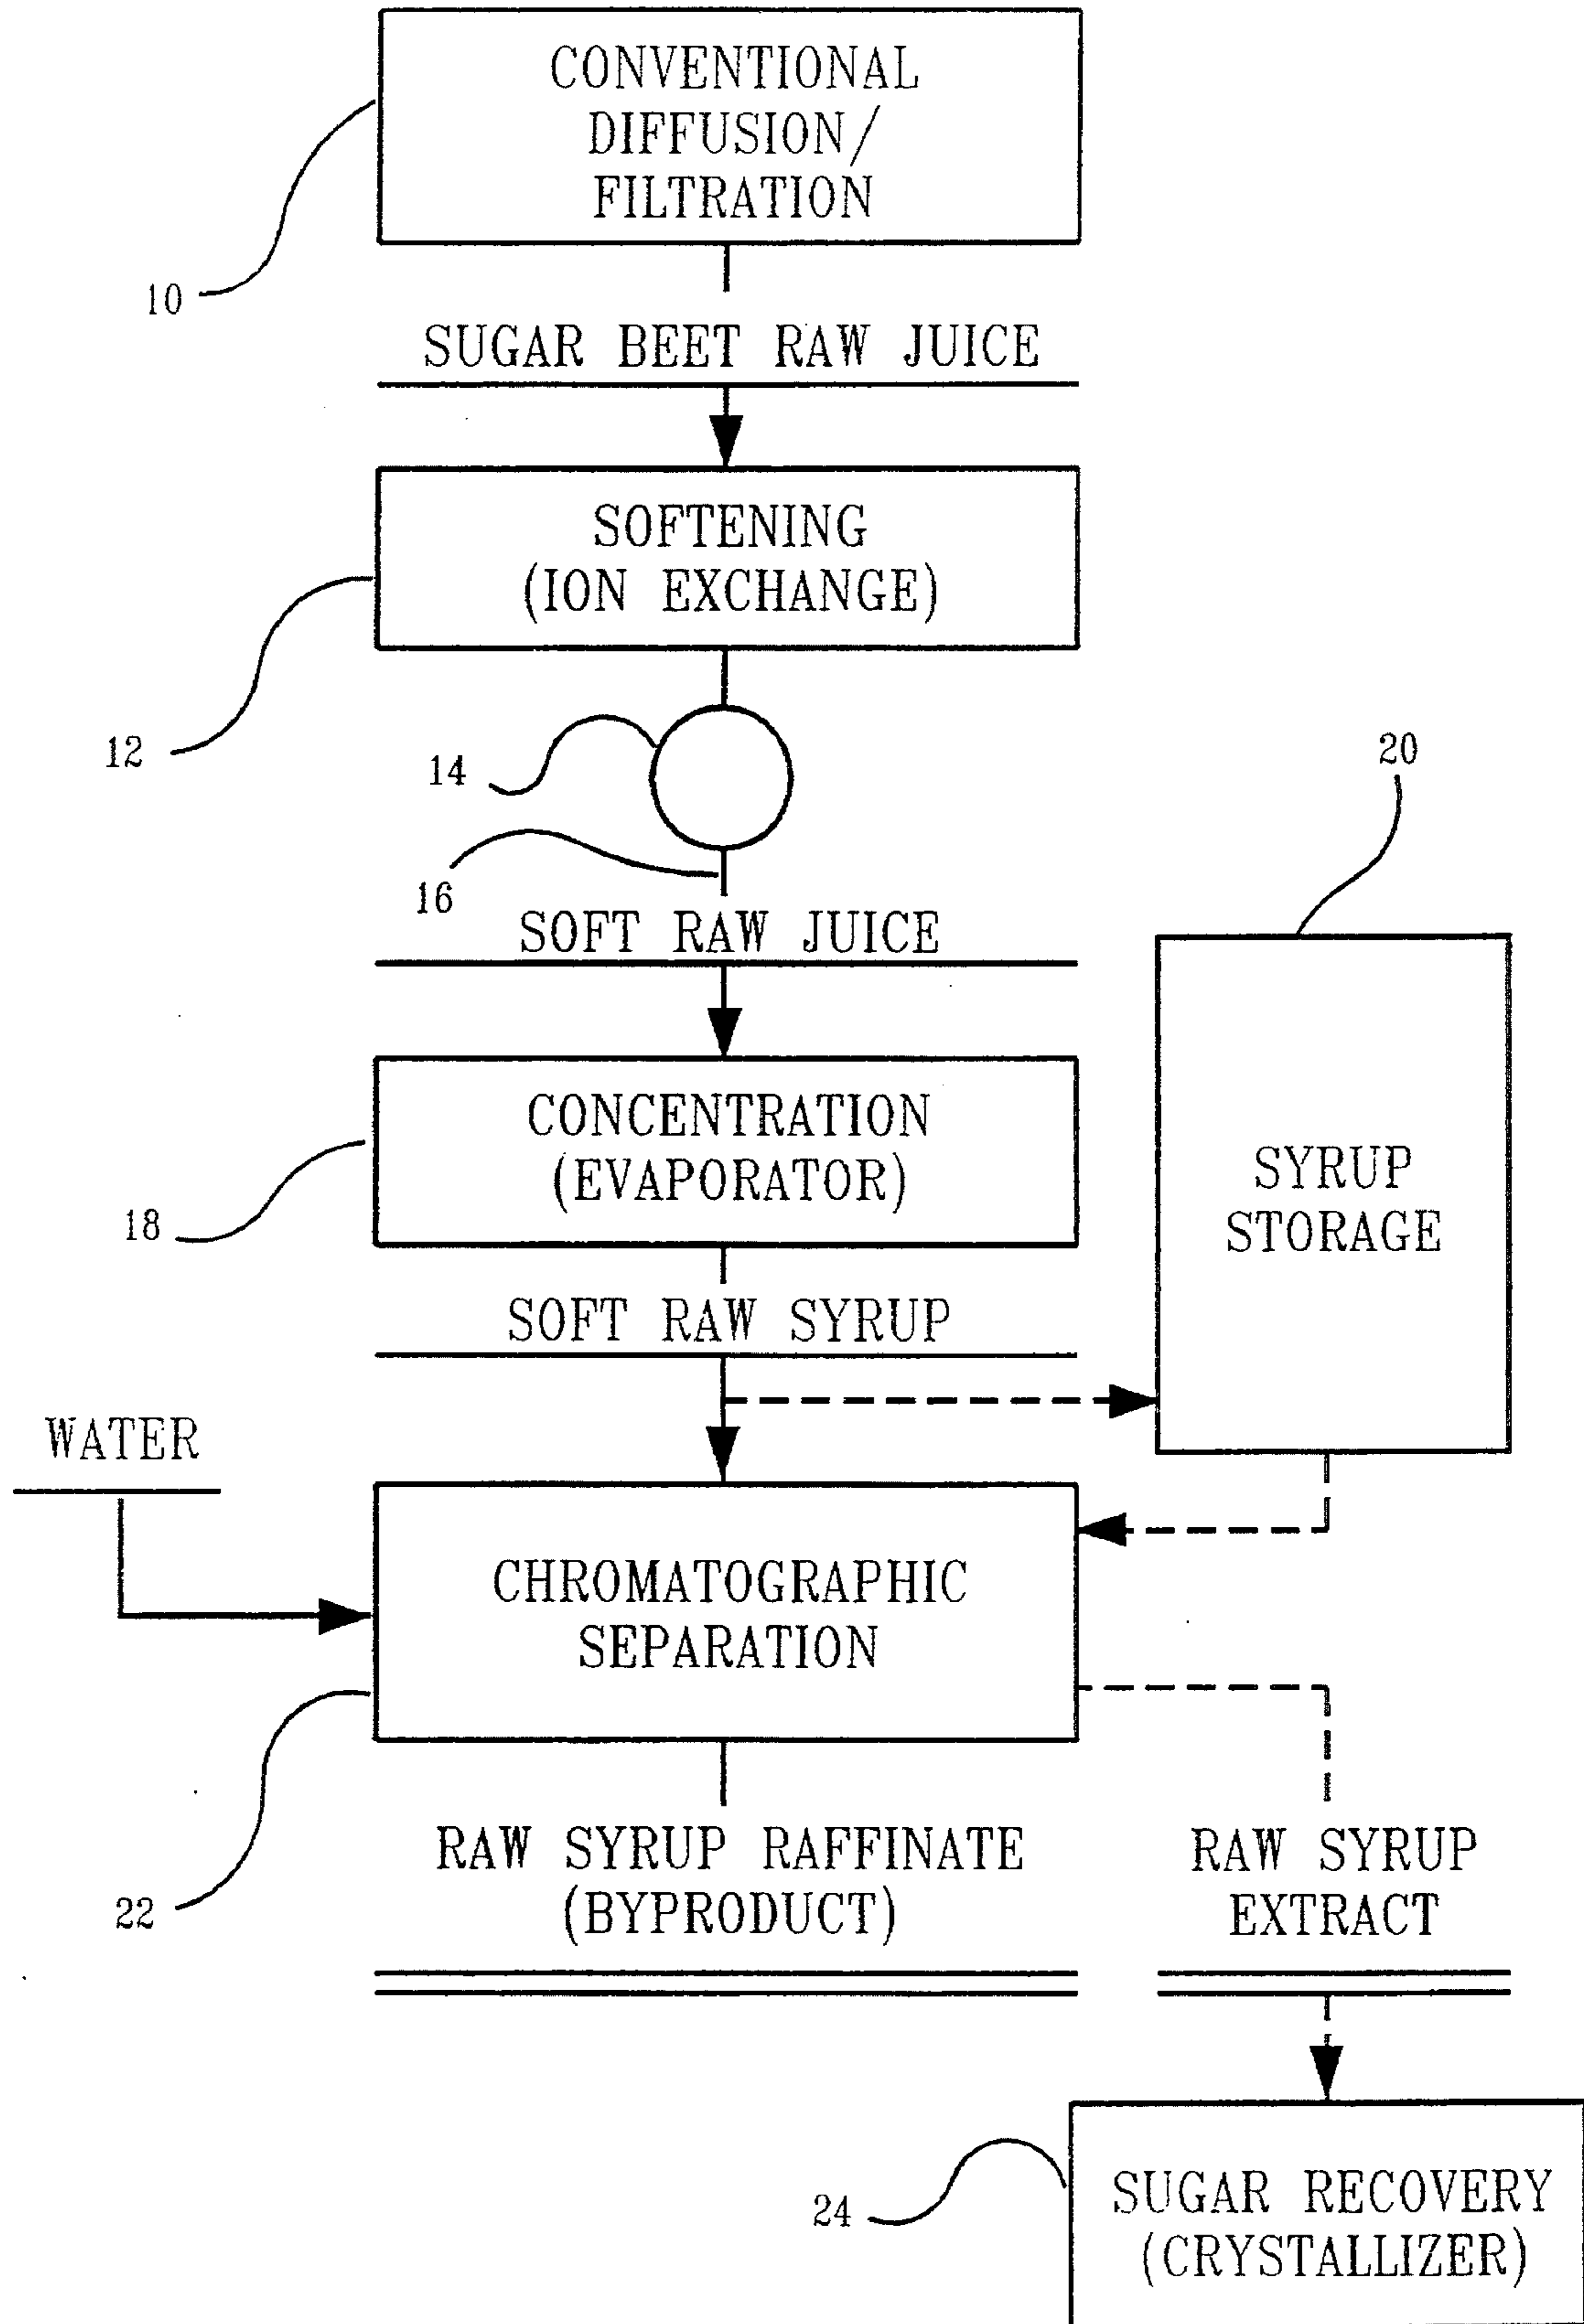 CONVENTIONAL
DIFFUSION/
FILTRATION
10
SUGAR BEET RAW JUICE
SOFTENING
(ION EXCHANGE)
12
14
16
20
SOFT RAW JUICE
CONCENTRATION
(EVAPORATOR)
18
SYRUP
STORAGE
SOFT RAW SYRUP
WATER
CHROMATOGRAPHIC
SEPARATION
22
RAW SYRUP RAFFINATE
(BYPRODUCT)
RAW SYRUP
EXTRACT
24
SUGAR RECOVERY
(CRYSTALLIZER)